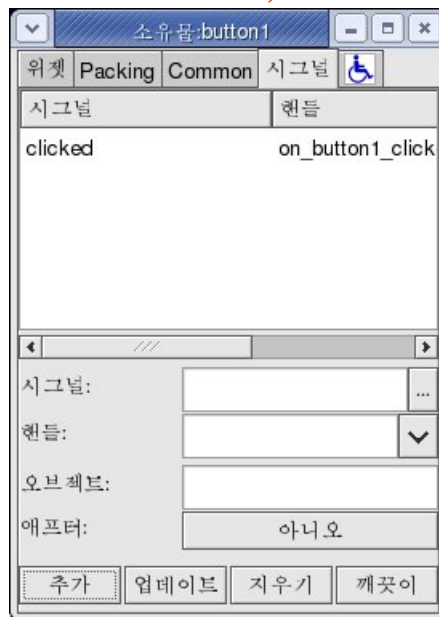 소유물:button1
위젯 Packing Common 시그널
시그널 핸들
clicked on_button1_click
시그널: ...
핸들:
오브젝트:
애프터: 아니오
추가 업데이트 지우기 깨끗이